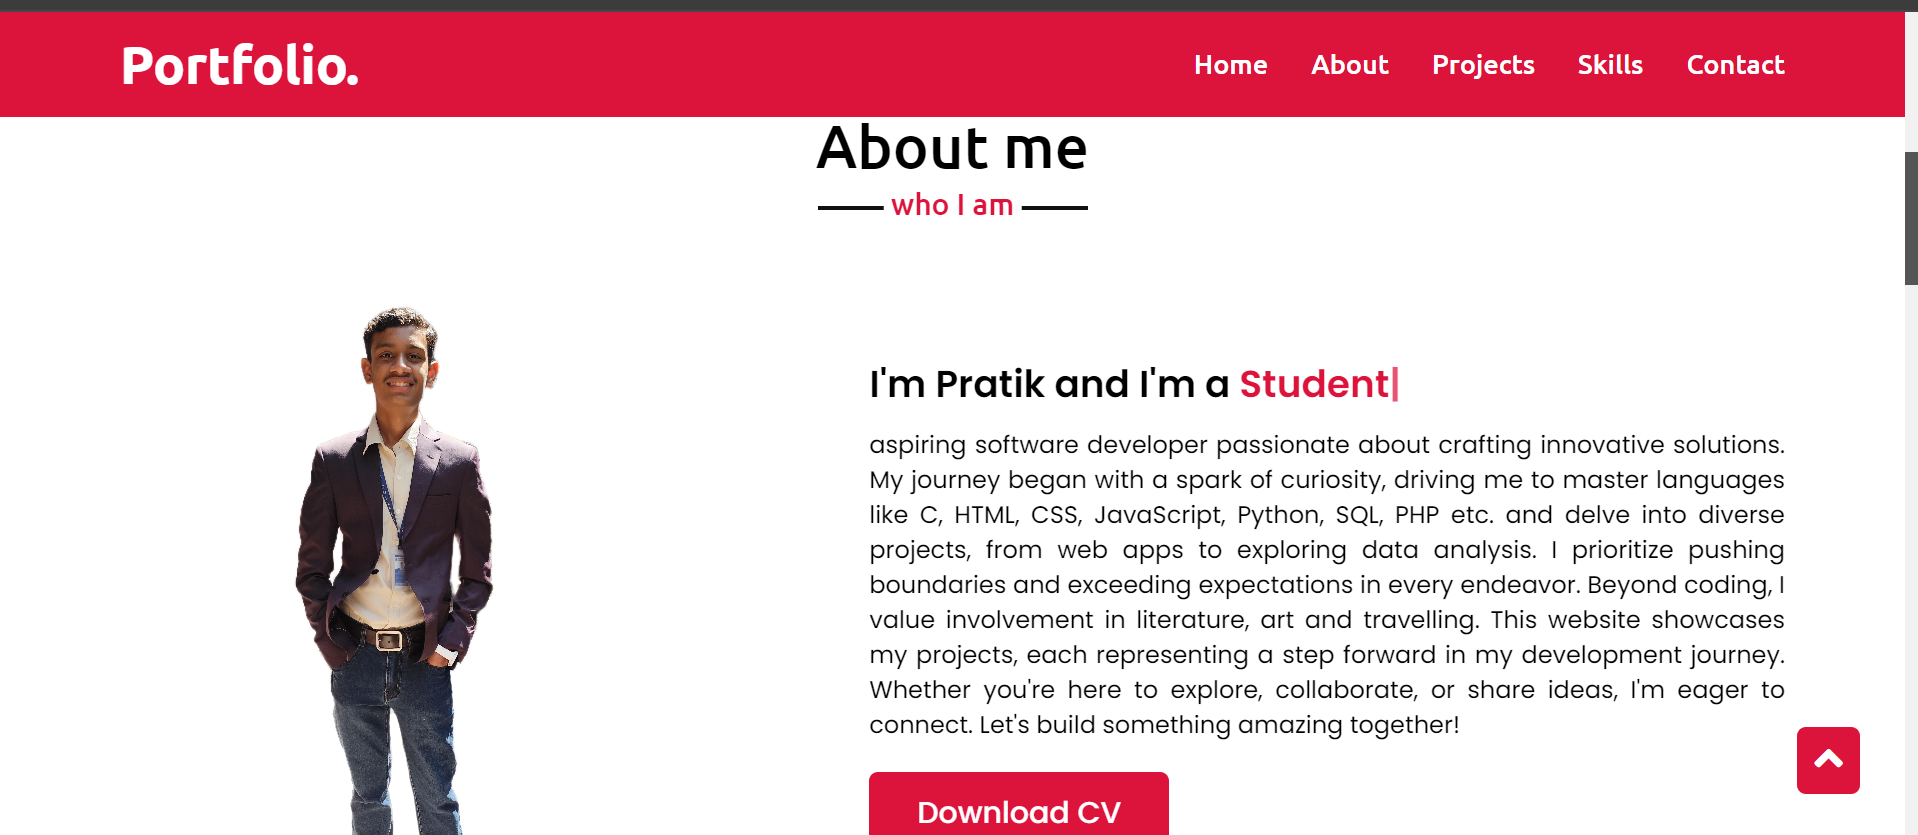 Portfolio.
Home About Projects Skills Contact
About me
who I am
I'm Pratik and I'm a Student|
aspiring software developer passionate about crafting innovative solutions.
My journey began with a spark of curiosity, driving me to master languages
like C, HTML, CSS, JavaScript, Python, SQL, PHP etc. and delve into diverse
projects, from web apps to exploring data analysis. I prioritize pushing
boundaries and exceeding expectations in every endeavor. Beyond coding, I
value involvement in literature, art and travelling. This website showcases
my projects, each representing a step forward in my development journey.
Whether you're here to explore, collaborate, or share ideas, I'm eager to
connect. Let's build something amazing together!
Download CV